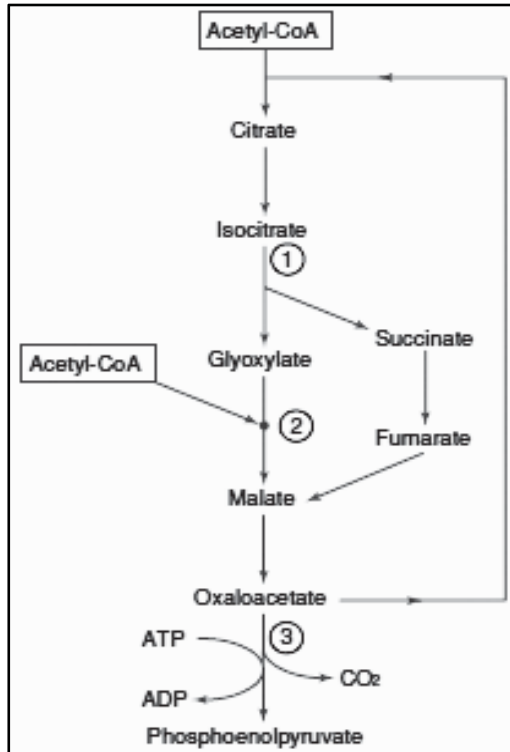 Acetyl-CoA
Citrate
Isocitrate
1
Succinate
Glyoxylate
Acetyl-CoA
2
Fumarate
Malate
Oxaloacetate
3
ATP
CO₂
ADP
Phosphoenolpyruvate